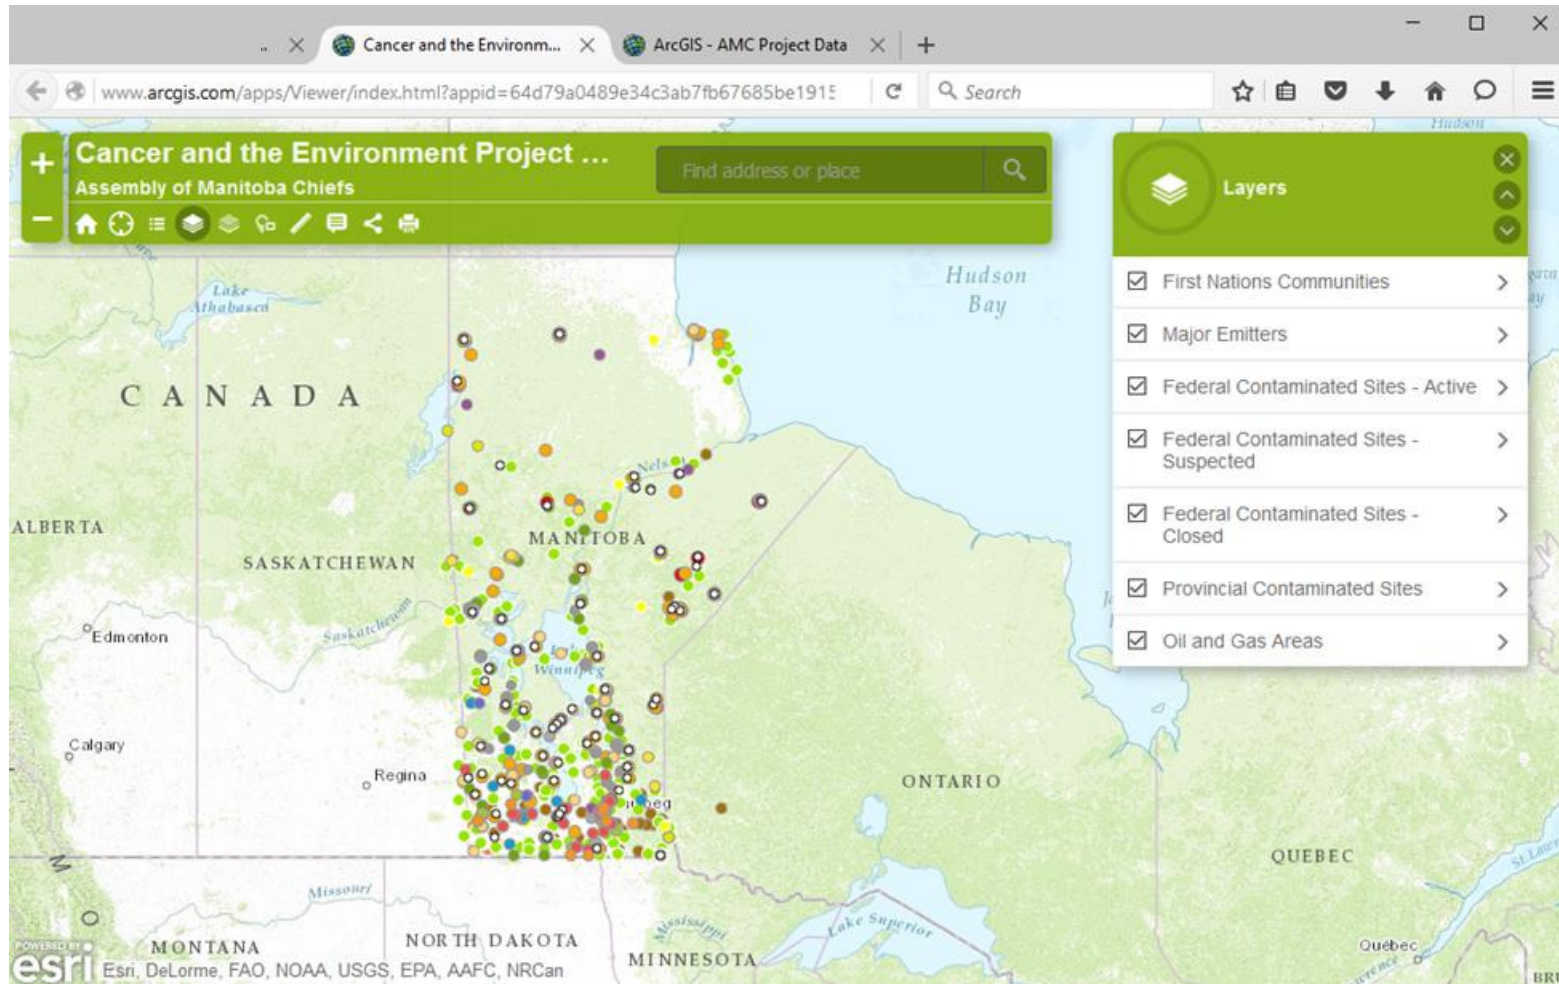 Cancer and the Environm...
ArcGIS - AMC Project Data
www.arcgis.com/apps/Viewer/index.html?appid=64d79a0489e34c3ab7fb67685be1915
Search
Cancer and the Environment Project ...
Assembly of Manitoba Chiefs
Find address or place
Layers
First Nations Communities
Major Emitters
Federal Contaminated Sites - Active
Federal Contaminated Sites -
Suspected
Federal Contaminated Sites -
Closed
Provincial Contaminated Sites
Oil and Gas Areas
Hudson
Hudson
Bay
Lake
Athabasca
CANADA
ALBERTA
SASKATCHEWAN
MANITOBA
Edmonton
Saskatchewan
Winnipeg
Calgary
Regina
ONTARIO
QUEBEC
Missouri
Mississippi
Lake Superior
MONTANA
NORTH DAKOTA
MINNESOTA
Québec
POWERED BY
esri
Esri, DeLorme, FAO, NOAA, USGS, EPA, AAFC, NRCan